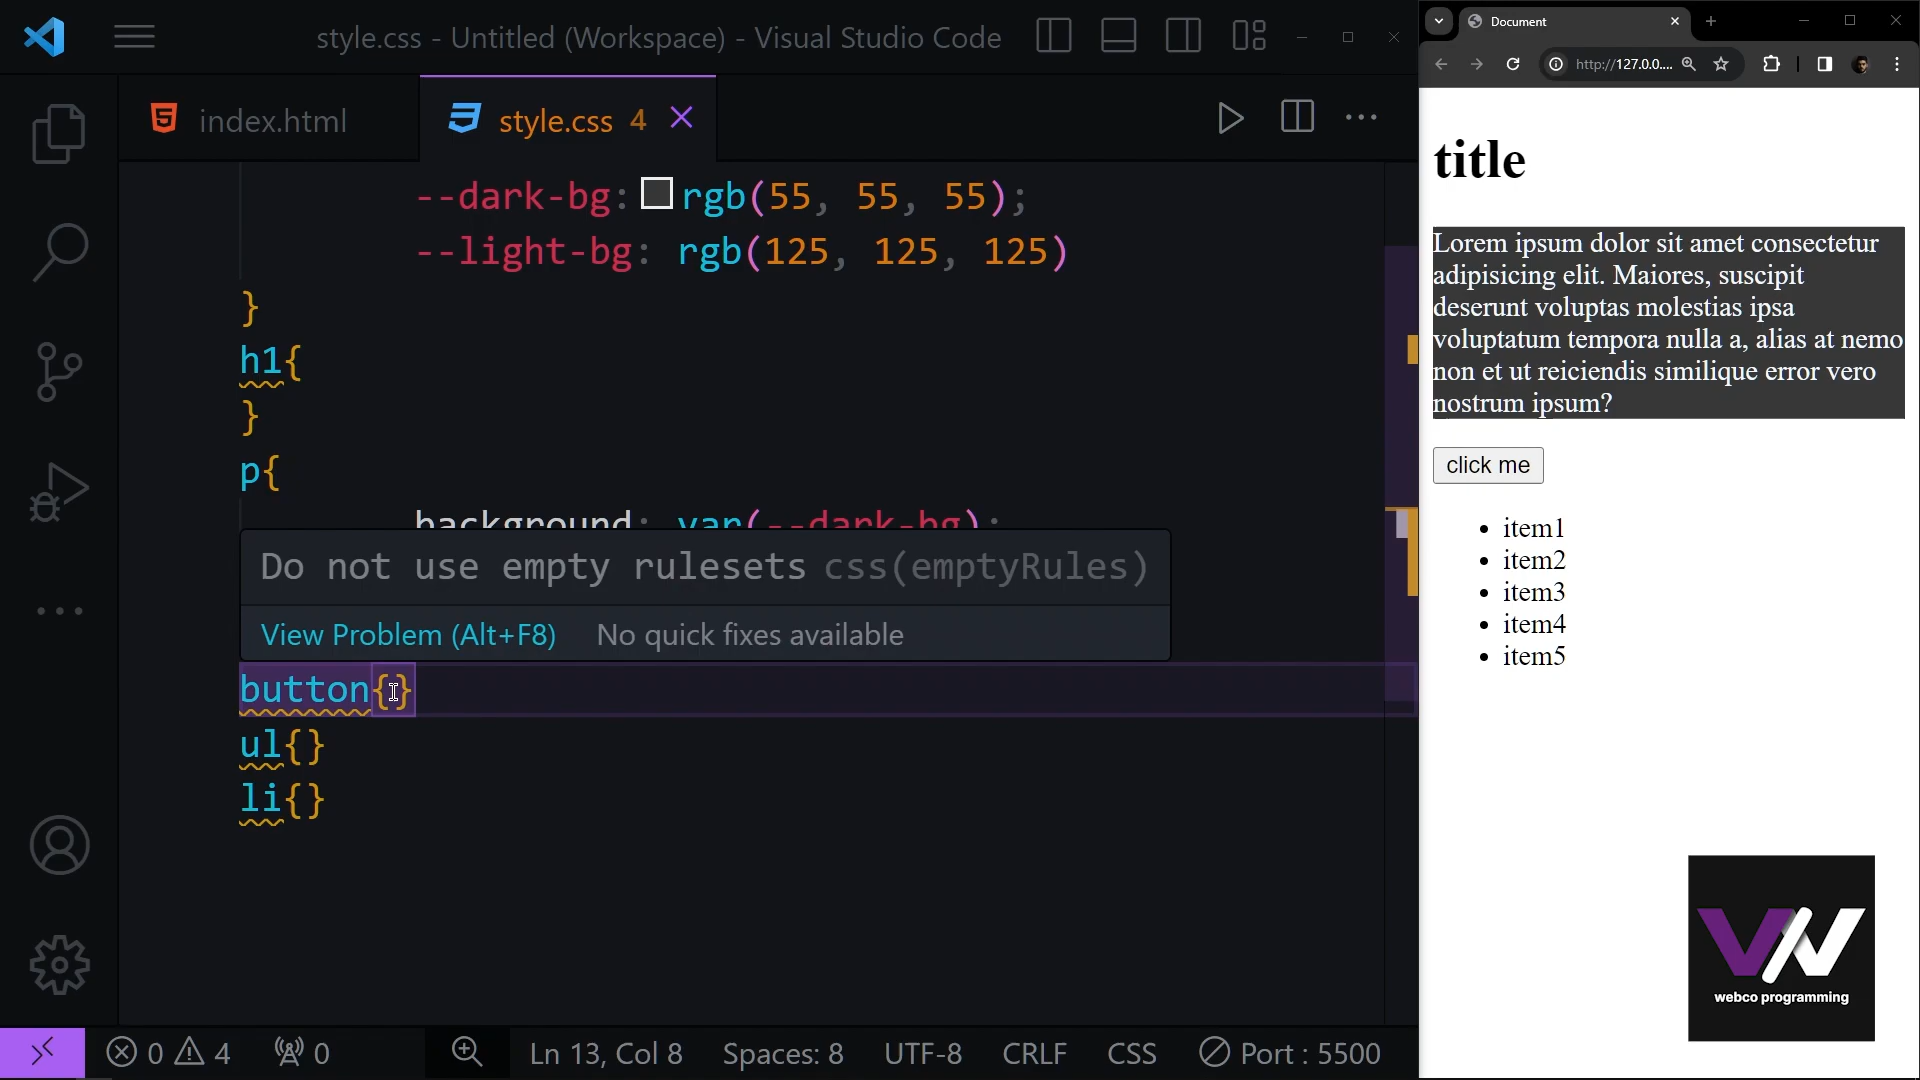 style.css - Untitled (Workspace) - Visual Studio Code
index.html
style.css 4
--dark-bg: rgb(55, 55, 55);
--light-bg: rgb(125, 125, 125)
}
h1{
}
p{
background: var(--dark-bg);
Do not use empty rulesets css(emptyRules)
View Problem (Alt+F8) No quick fixes available
button{}
ul{}
li{}
0 4 0
Ln 13, Col 8 Spaces: 8 UTF-8 CRLF CSS Port : 5500
Document
http://127.0.0....
title
Lorem ipsum dolor sit amet consectetur
adipisicing elit. Maiores, suscipit
deserunt voluptas molestias ipsa
voluptatum tempora nulla a, alias at nemo
non et ut reiciendis similique error vero
nostrum ipsum?
click me
item1
item2
item3
item4
item5
webco programming